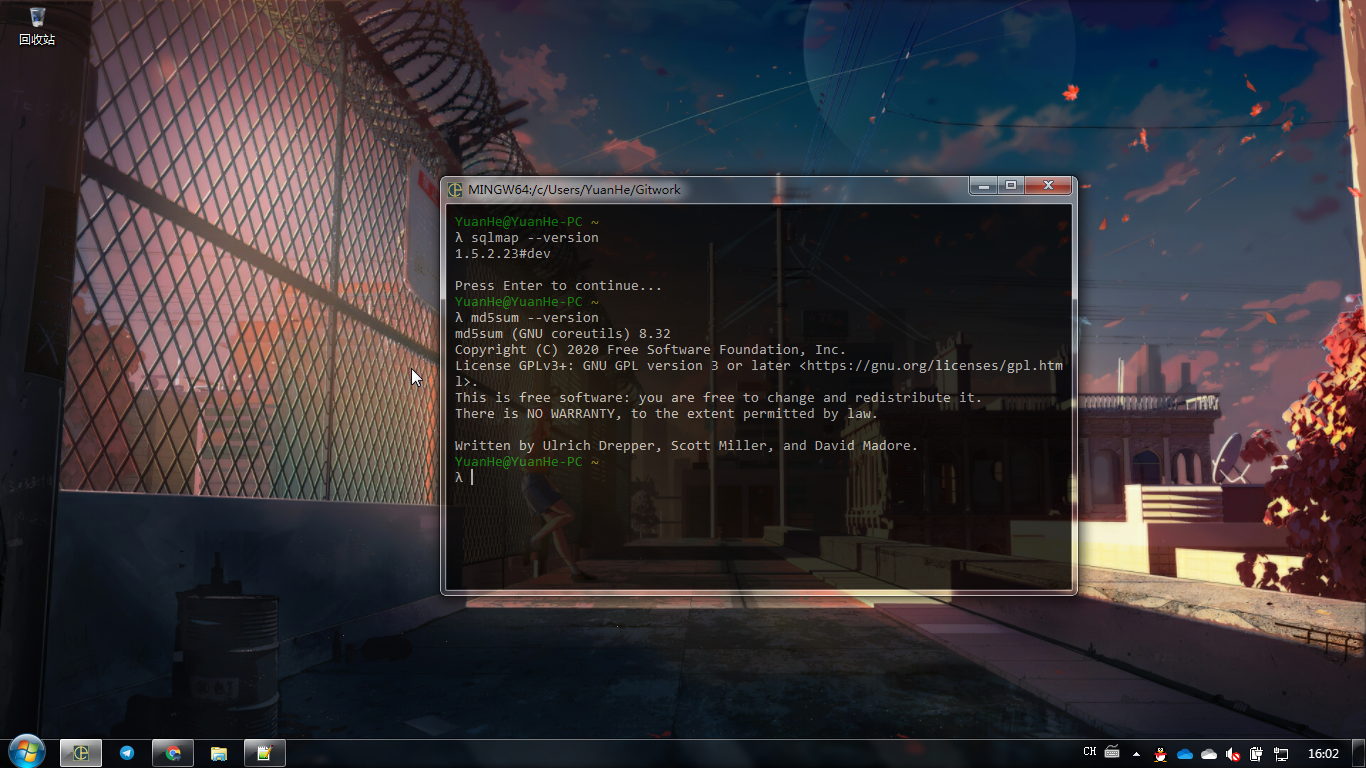 回收站
MINGW64:/c/Users/YuanHe/Gitwork
YuanHe@YuanHe-PC ~
λ sqlmap --version
1.5.2.23#dev
Press Enter to continue...
YuanHe@YuanHe-PC ~
λ md5sum --version
md5sum (GNU coreutils) 8.32
Copyright (C) 2020 Free Software Foundation, Inc.
License GPLv3+: GNU GPL version 3 or later <https://gnu.org/licenses/gpl.htm
l>.
This is free software: you are free to change and redistribute it.
There is NO WARRANTY, to the extent permitted by law.
Written by Ulrich Drepper, Scott Miller, and David Madore.
YuanHe@YuanHe-PC ~
λ
CH
16:02